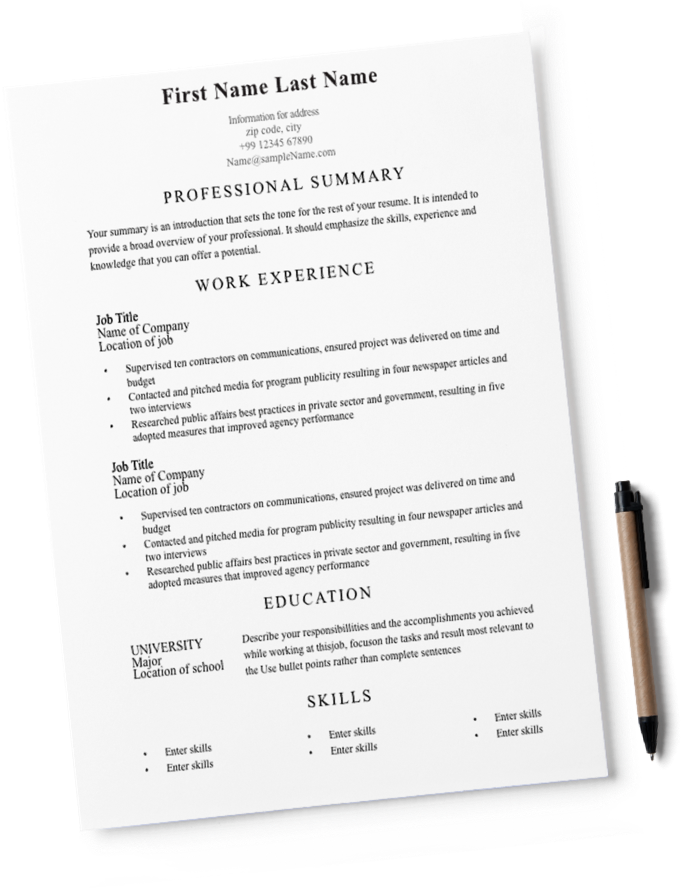 First Name Last Name
Information for address
zip code, city
+99 12345 67890
Name@sampleName.com
PROFESSIONAL SUMMARY
Your summary is an introduction that sets the tone for the rest of your resume. It is intended to
provide a broad overview of your professional. It should emphasize the skills, experience and
knowledge that you can offer a potential.
WORK EXPERIENCE
Job Title
Name of Company
Location of job
• Supervised ten contractors on communications, ensured project was delivered on time and
budget
• Contacted and pitched media for program publicity resulting in four newspaper articles and
two interviews
• Researched public affairs best practices in private sector and government, resulting in five
adopted measures that improved agency performance
Job Title
Name of Company
Location of job
• Supervised ten contractors on communications, ensured project was delivered on time and
budget
• Contacted and pitched media for program publicity resulting in four newspaper articles and
two interviews
• Researched public affairs best practices in private sector and government, resulting in five
adopted measures that improved agency performance
EDUCATION
UNIVERSITY
Major
Location of school
Describe your responsibillities and the accomplishments you achieved
while working at thisjob, focuson the tasks and result most relevant to
the Use bullet points rather than complete sentences
SKILLS
• Enter skills
• Enter skills
• Enter skills
• Enter skills
• Enter skills
• Enter skills